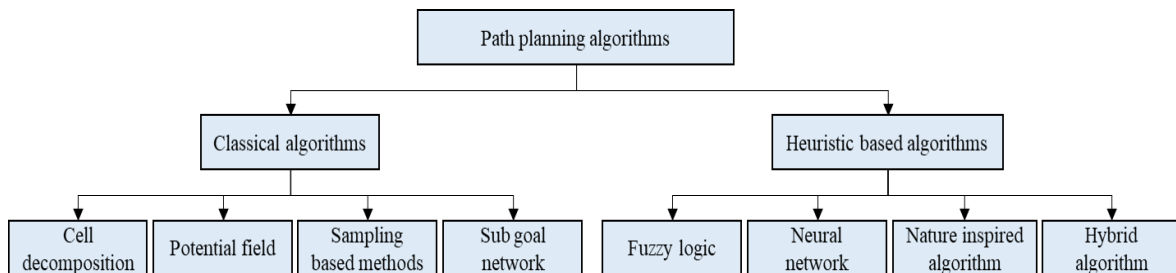 Path planning algorithms
Classical algorithms
Heuristic based algorithms
Cell
decomposition
Potential field
Sampling
based methods
Sub goal
network
Fuzzy logic
Neural
network
Nature inspired
algorithm
Hybrid
algorithm